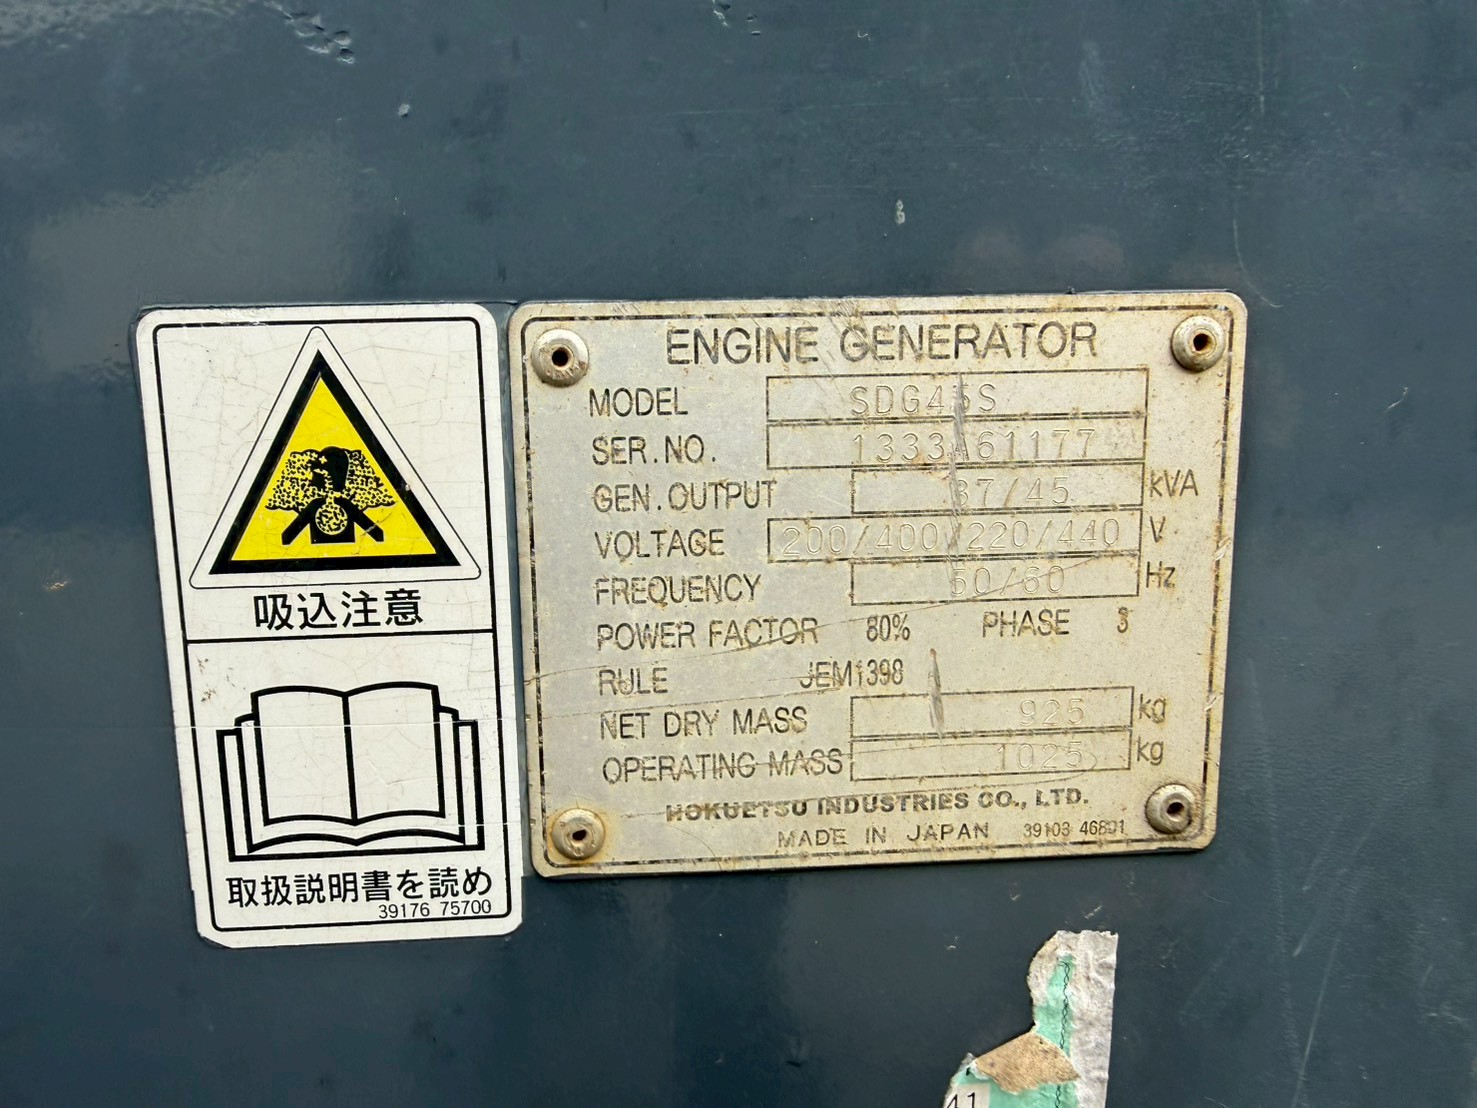 吸込注意
取扱説明書を読め
39176 75700
ENGINE GENERATOR
MODEL SDG45S
SER.NO. 1333A61177
GEN.OUTPUT 37/45 kVA
VOLTAGE 200/400/220/440 V
FREQUENCY 50/60 Hz
POWER FACTOR 80% PHASE 3
RULE JEM1398
NET DRY MASS 925 kg
OPERATING MASS 1025 kg
HOKUETSU INDUSTRIES CO., LTD.
MADE IN JAPAN 39103 46801
41